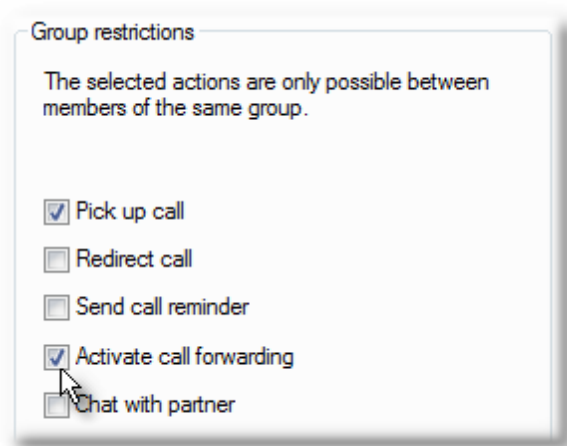 Group restrictions
The selected actions are only possible between
members of the same group.
Pick up call
Redirect call
Send call reminder
Activate call forwarding
Chat with partner